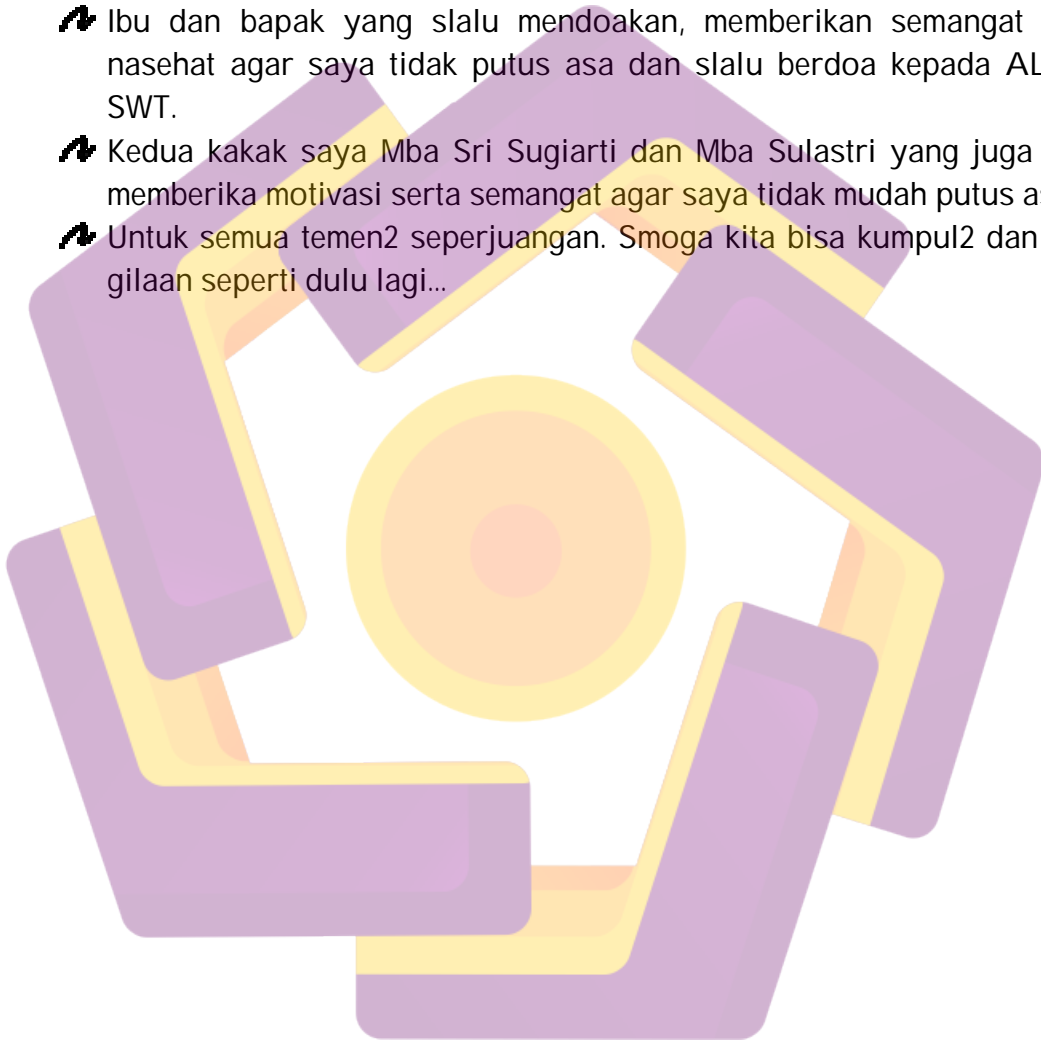 Ibu dan bapak yang slalu mendoakan, memberikan semangat
nasehat agar saya tidak putus asa dan slalu berdoa kepada AL
SWT.
Kedua kakak saya Mba Sri Sugiarti dan Mba Sulastri yang juga
memberika motivasi serta semangat agar saya tidak mudah putus a
Untuk semua temen2 seperjuangan. Smoga kita bisa kumpul2 dan
gilaan seperti dulu lagi...